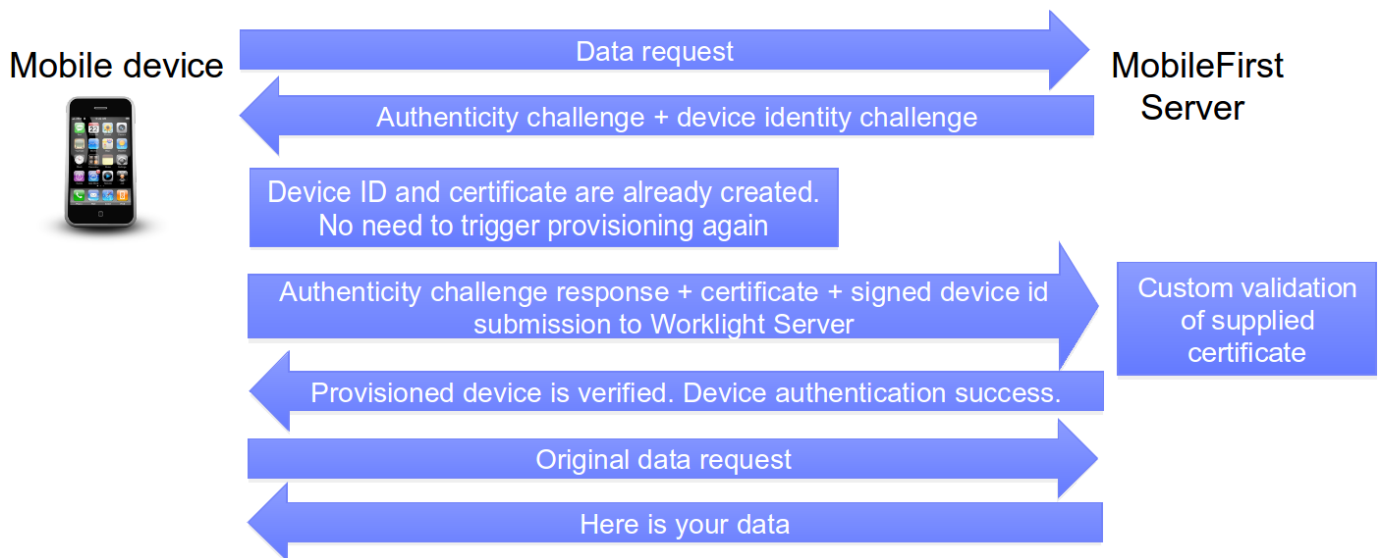 Data request
Mobile device
MobileFirst
Server
Authenticity challenge + device identity challenge
Device ID and certificate are already created.
No need to trigger provisioning again
Authenticity challenge response + certificate + signed device id
submission to Worklight Server
Custom validation
of supplied
certificate
Provisioned device is verified. Device authentication success.
Original data request
Here is your data